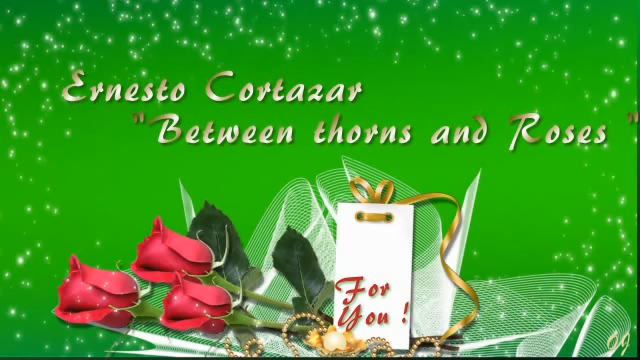 Ernesto Cortazar
"Between thorns and Roses "
For
You !